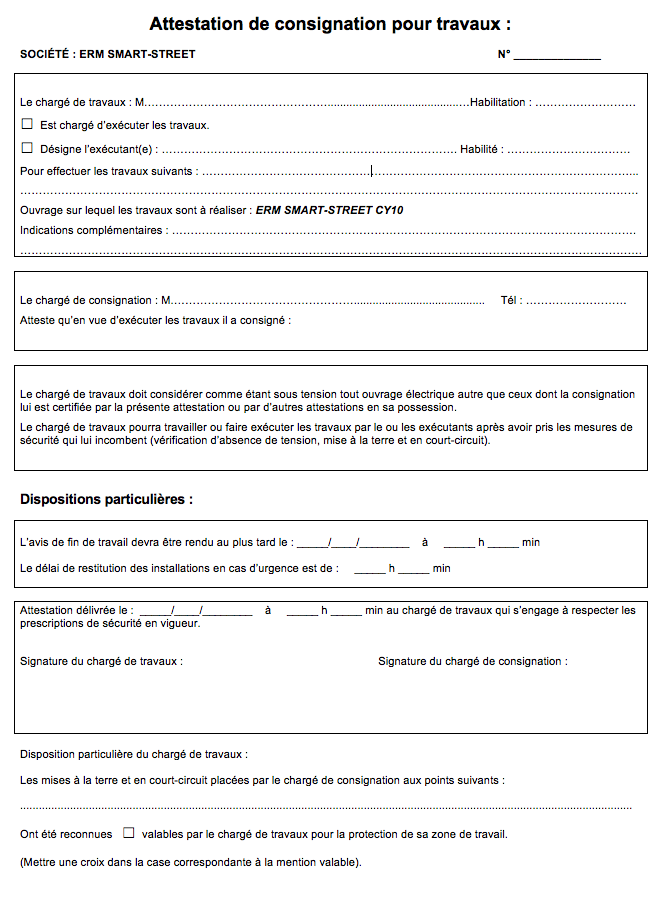 Attestation de consignation pour travaux :
SOCIÉTÉ : ERM SMART-STREET N° ______________
Le chargé de travaux : M……………………………………………...............................................…Habilitation : ………………………
☐ Est chargé d'exécuter les travaux.
☐ Désigne l'exécutant(e) : ……………………………………………………………………. Habilité : ……………………………
Pour effectuer les travaux suivants : ………………………………………………………………………………………………………...
……………………………………………………………………………………………………………………………………………………
Ouvrage sur lequel les travaux sont à réaliser : ERM SMART-STREET CY10
Indications complémentaires : ………………………………………………………………………………………………………………
……………………………………………………………………………………………………………………………………………………
Le chargé de consignation : M……………………………………………........................................... Tél : ………………………
Atteste qu'en vue d'exécuter les travaux il a consigné :
Le chargé de travaux doit considérer comme étant sous tension tout ouvrage électrique autre que ceux dont la consignation
lui est certifiée par la présente attestation ou par d'autres attestations en sa possession.
Le chargé de travaux pourra travailler ou faire exécuter les travaux par le ou les exécutants après avoir pris les mesures de
sécurité qui lui incombent (vérification d'absence de tension, mise à la terre et en court-circuit).
Dispositions particulières :
L'avis de fin de travail devra être rendu au plus tard le : _____/____/________ à _____ h _____ min
Le délai de restitution des installations en cas d'urgence est de : _____ h _____ min
Attestation délivrée le : _____/____/________ à _____ h _____ min au chargé de travaux qui s'engage à respecter les
prescriptions de sécurité en vigueur.
Signature du chargé de travaux : Signature du chargé de consignation :
Disposition particulière du chargé de travaux :
Les mises à la terre et en court-circuit placées par le chargé de consignation aux points suivants :
........................................................................................................................................................................................................
Ont été reconnues ☐ valables par le chargé de travaux pour la protection de sa zone de travail.
(Mettre une croix dans la case correspondante à la mention valable).